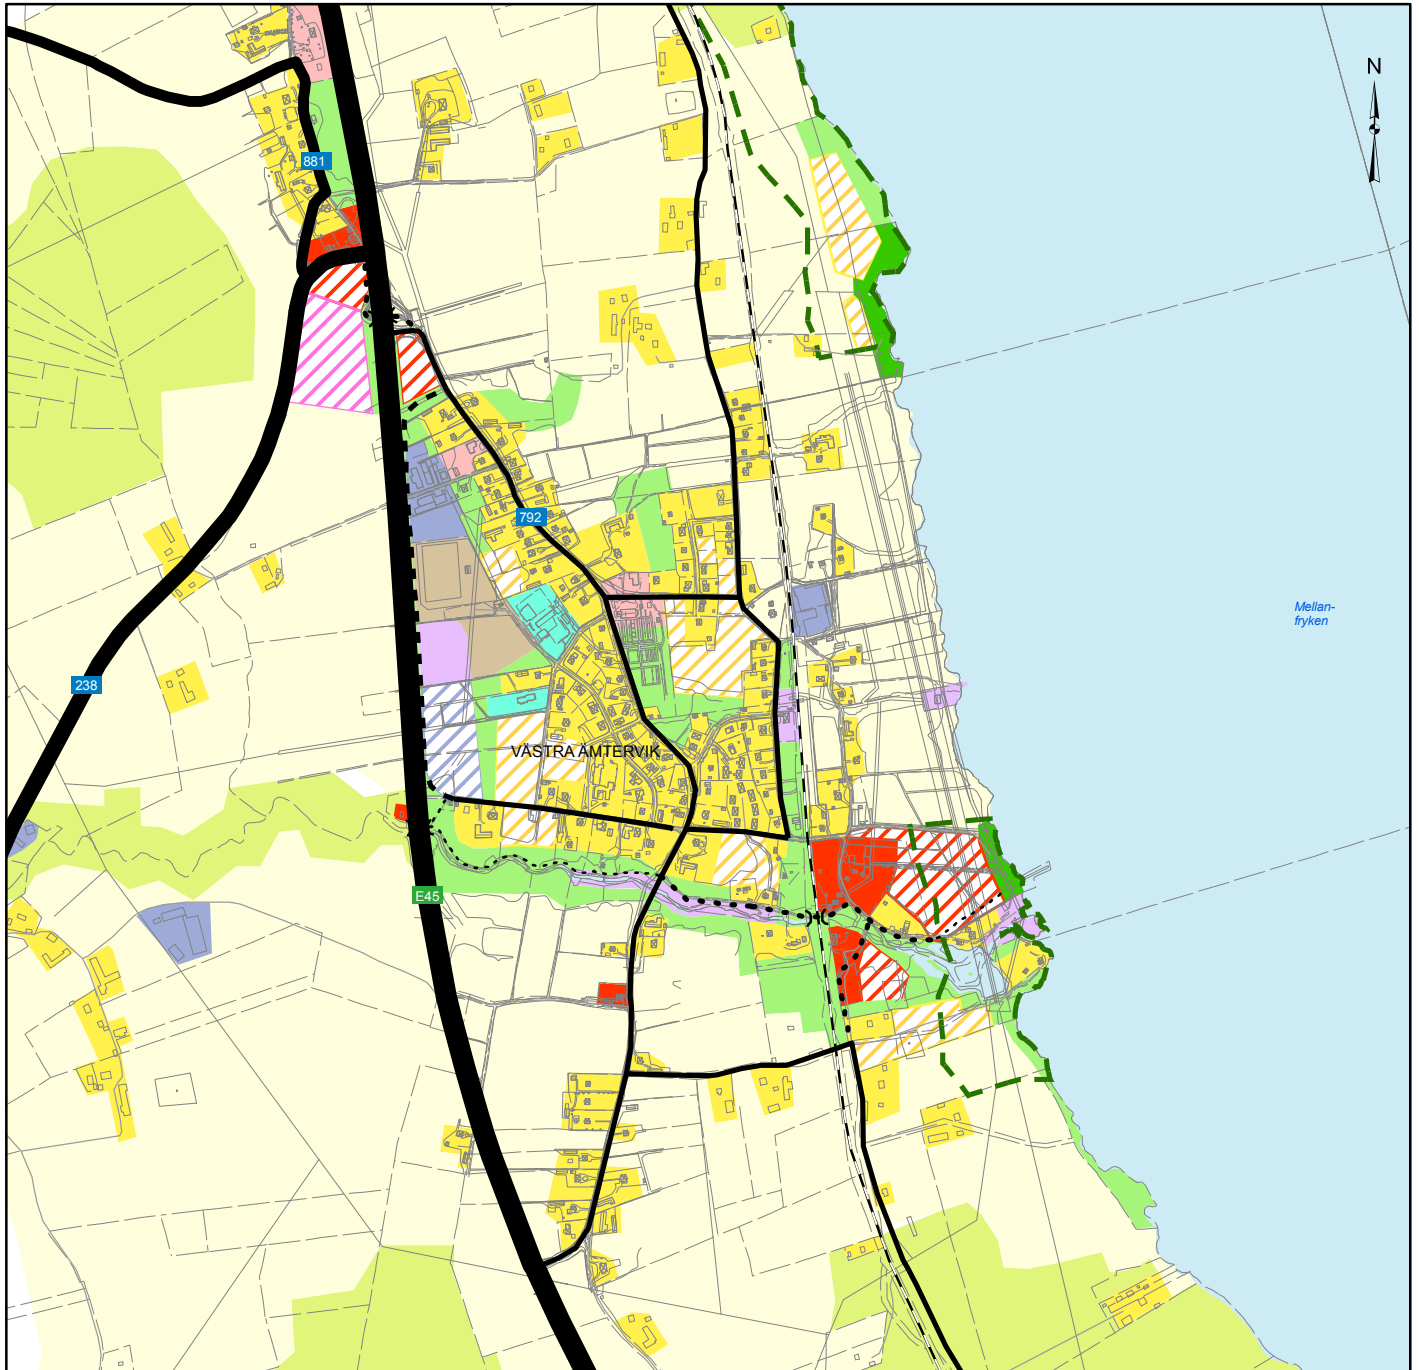 N
881
792
Mellan-
fryken
238
VÄSTRA ÄMTERVIK
E45